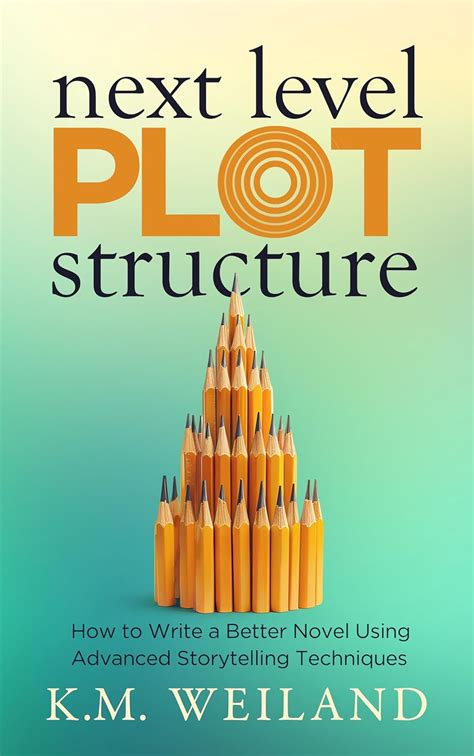 next level
PLOT
structure
How to Write a Better Novel Using
Advanced Storytelling Techniques
K.M. WEILAND